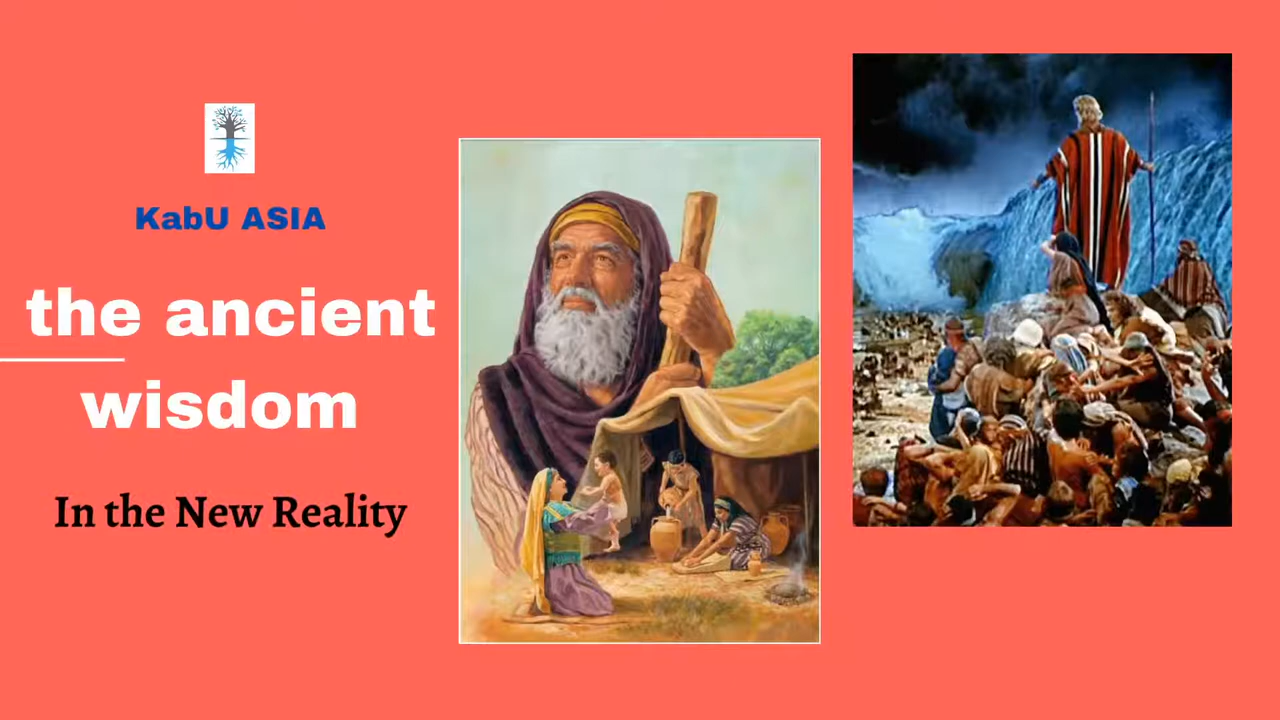 KabU ASIA
the ancient
wisdom
In the New Reality